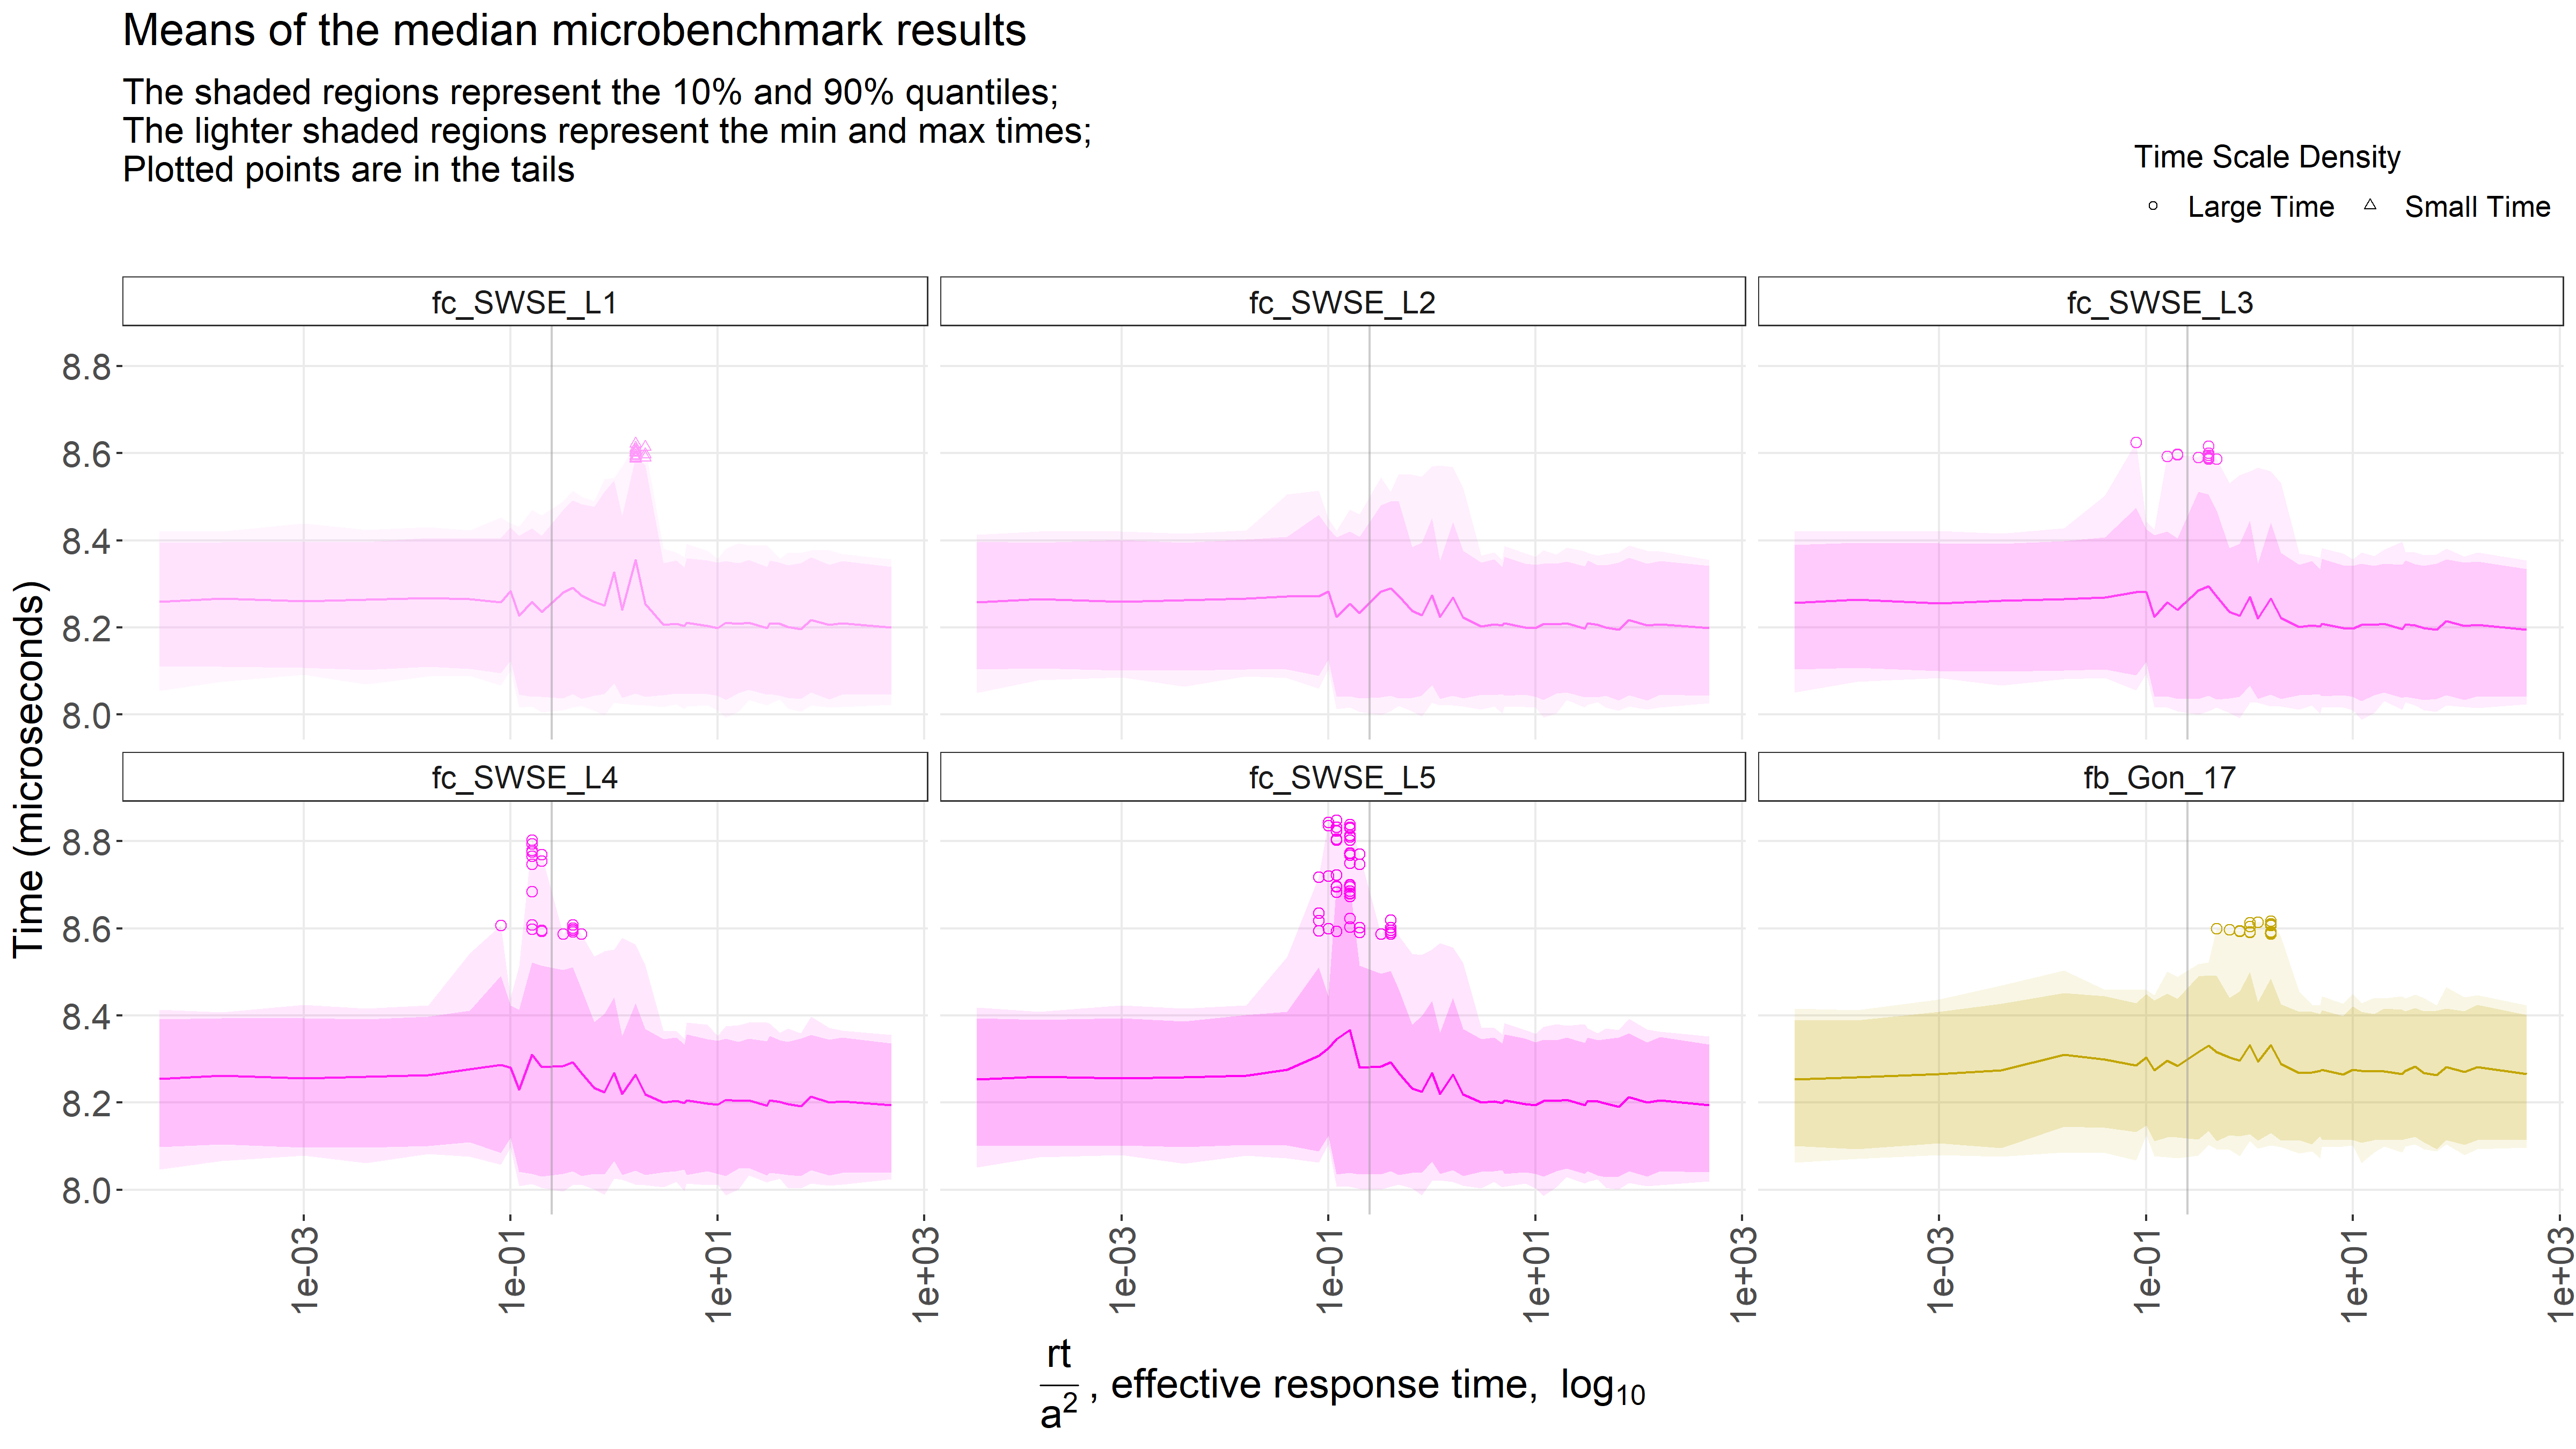 Means of the median microbenchmark results
The shaded regions represent the 10% and 90% quantiles;
The lighter shaded regions represent the min and max times;
Plotted points are in the tails
Time Scale Density
Large Time Small Time
fc_SWSE_L1 fc_SWSE_L2 fc_SWSE_L3
8.8
8.6
8.4
8.2
8.0
fc_SWSE_L4 fc_SWSE_L5 fb_Gon_17
8.8
8.6
8.4
8.2
8.0
Time (microseconds)
1e-03 1e-01 1e+01 1e+03 1e-03 1e-01 1e+01 1e+03 1e-03 1e-01 1e+01 1e+03
rt
a², effective response time, log₁₀